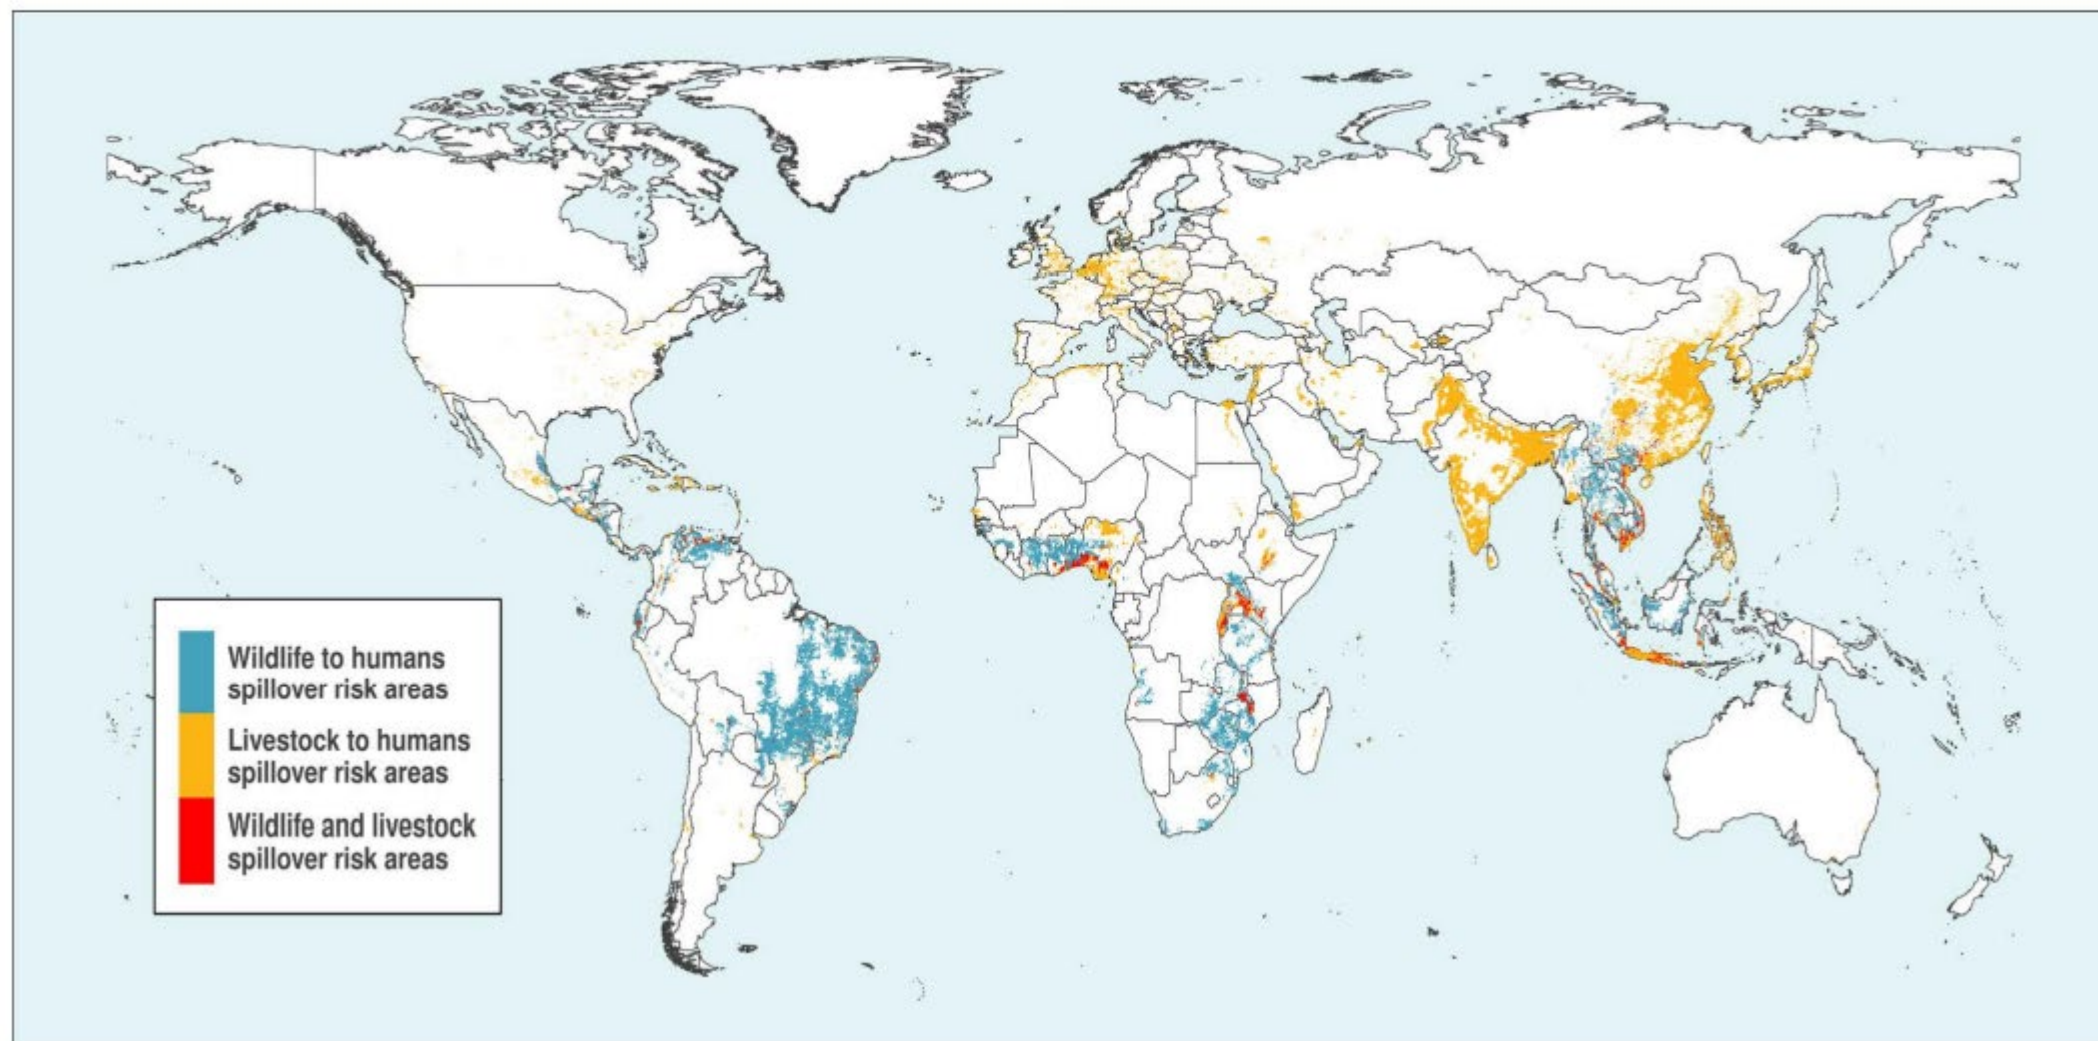 Wildlife to humans
spillover risk areas
Livestock to humans
spillover risk areas
Wildlife and livestock
spillover risk areas